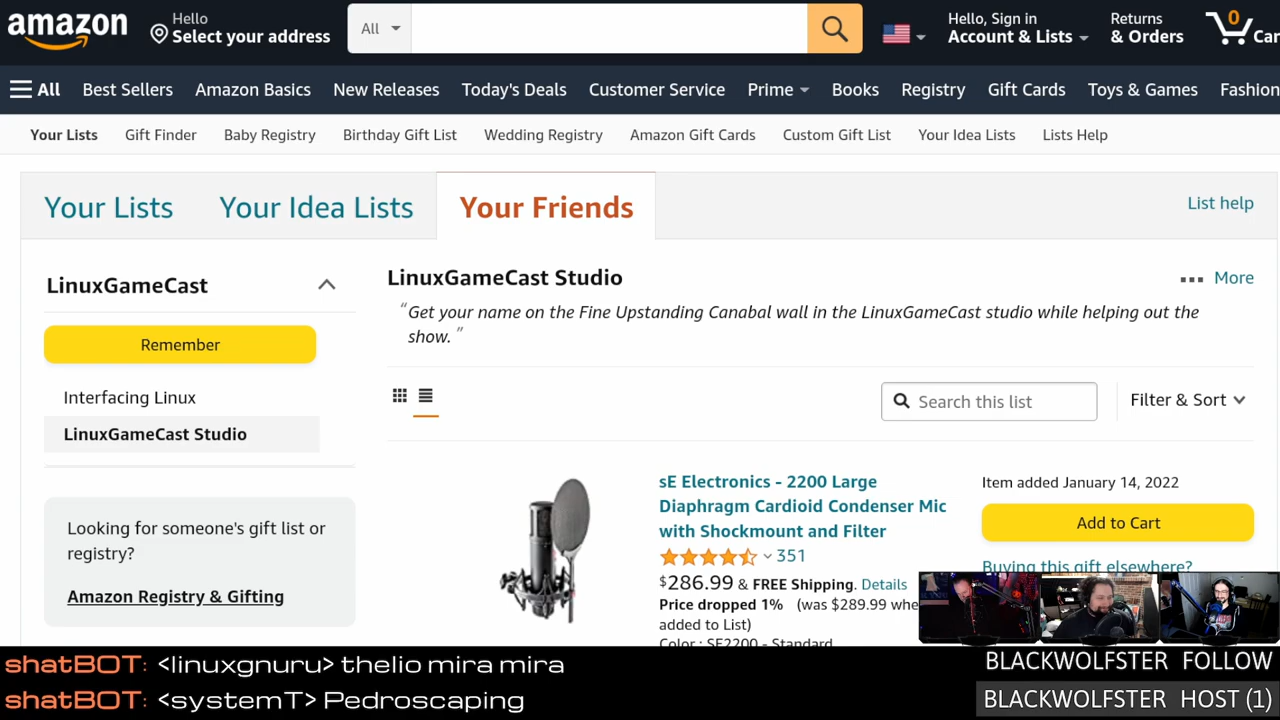 amazon
Hello
Select your address
All
Hello, Sign in
Account & Lists
Returns
& Orders
0
Car
All Best Sellers Amazon Basics New Releases Today's Deals Customer Service Prime Books Registry Gift Cards Toys & Games Fashion
Your Lists Gift Finder Baby Registry Birthday Gift List Wedding Registry Amazon Gift Cards Custom Gift List Your Idea Lists Lists Help
Your Lists Your Idea Lists Your Friends List help
LinuxGameCast
Remember
Interfacing Linux
LinuxGameCast Studio
Looking for someone's gift list or
registry?
Amazon Registry & Gifting
LinuxGameCast Studio
More
“Get your name on the Fine Upstanding Canabal wall in the LinuxGameCast studio while helping out the
show. ”
Search this list
Filter & Sort
sE Electronics - 2200 Large
Diaphragm Cardioid Condenser Mic
with Shockmount and Filter
351
$286.99 & FREE Shipping. Details
Price dropped 1% (was $289.99 whe
added to List)
Color : SE2200 - Standard
Item added January 14, 2022
Add to Cart
Buying this gift elsewhere?
shatBOT: <linuxgnuru> thelio mira mira
shatBOT: <systemT> Pedroscaping
BLACKWOLFSTER FOLLOW
BLACKWOLFSTER HOST (1)